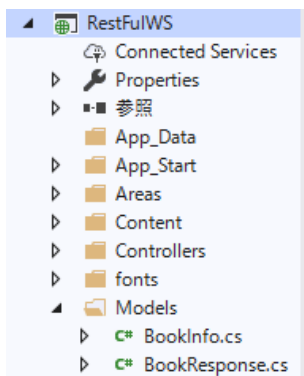 RestFulWS
Connected Services
Properties
参照
App_Data
App_Start
Areas
Content
Controllers
fonts
Models
C# BookInfo.cs
C# BookResponse.cs